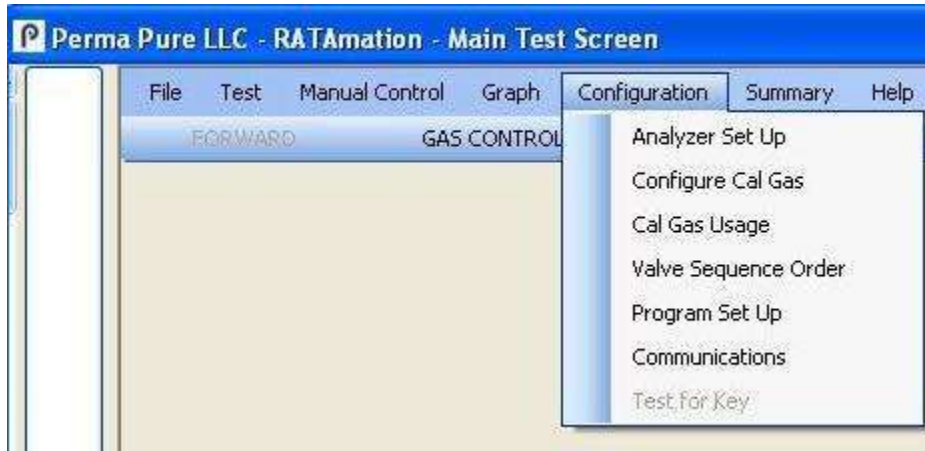 Perma Pure LLC - RATAmation - Main Test Screen
File Test Manual Control Graph Configuration Summary Help
FORWARD GAS CONTROL
Analyzer Set Up
Configure Cal Gas
Cal Gas Usage
Valve Sequence Order
Program Set Up
Communications
Test for Key